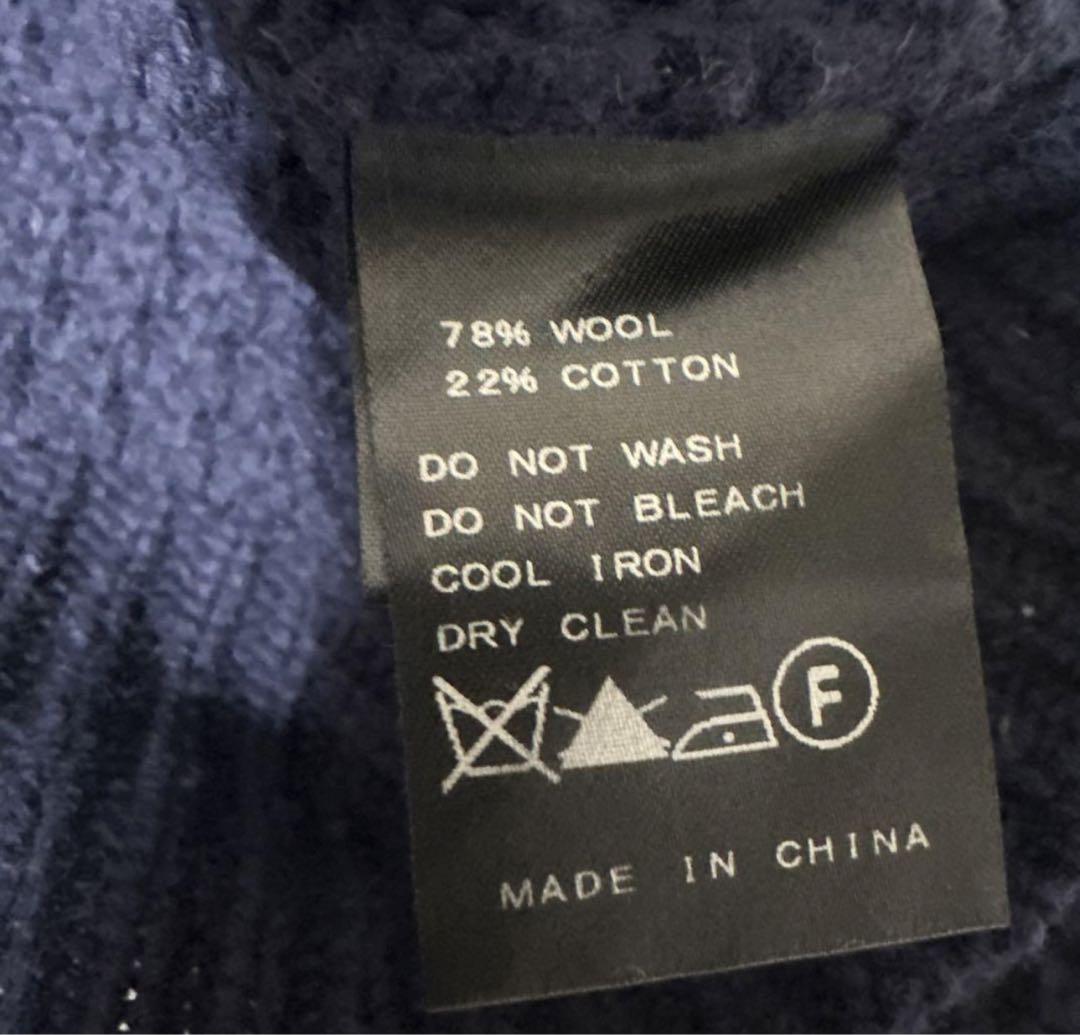 78% WOOL
22% COTTON
DO NOT WASH
DO NOT BLEACH
COOL IRON
DRY CLEAN
F
MADE IN CHINA